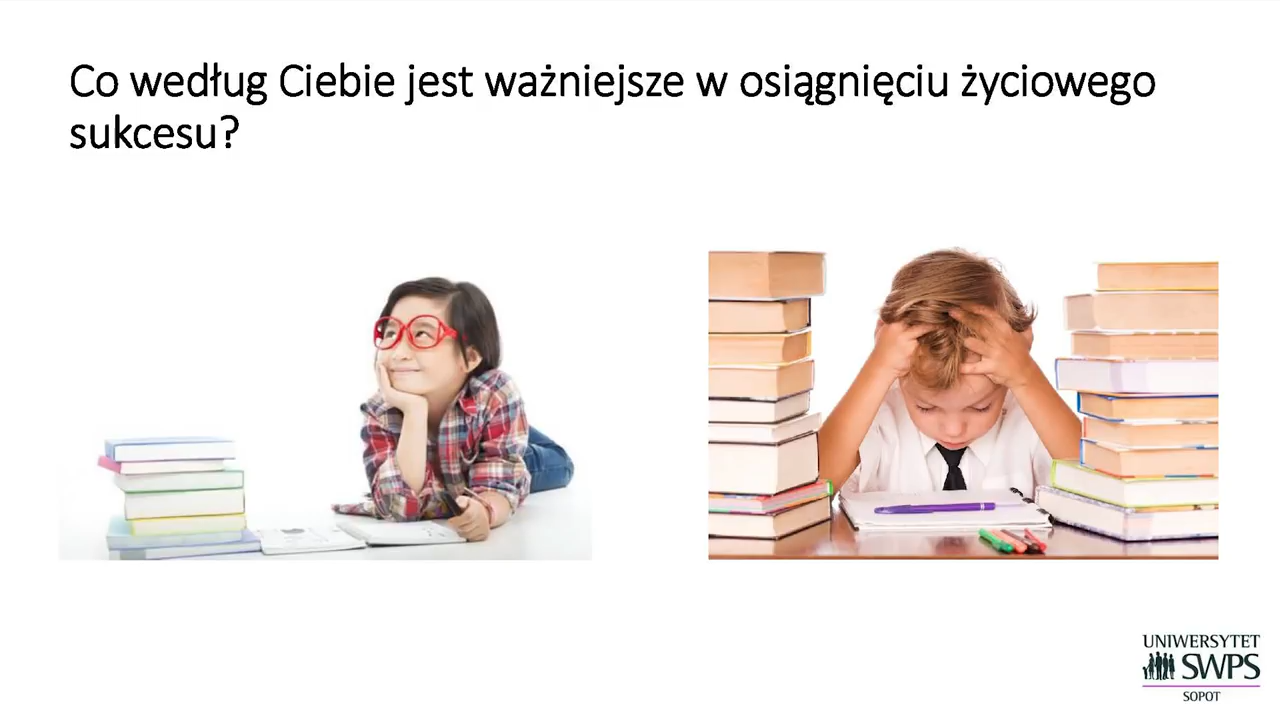 Co według Ciebie jest ważniejsze w osiągnięciu życiowego
sukcesu?
UNIWERSYTET
SWPS
SOPOT